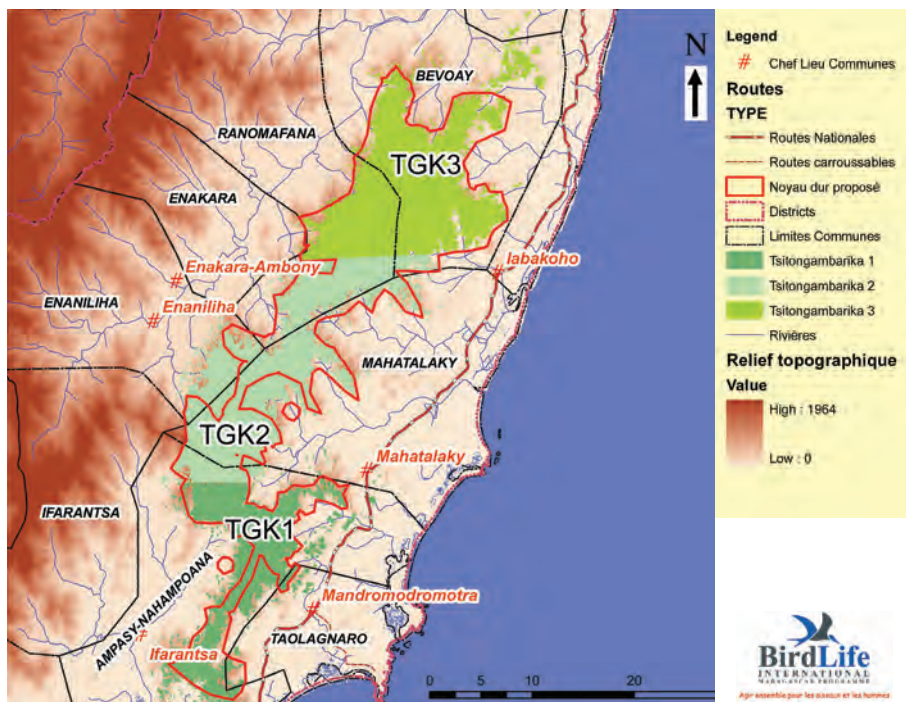 N
BEVOAY
RANOMAFANA
TGK3
ENAKARA
Enakara-Ambony
Iabakoho
ENANILIHA
Enaniliha
MAHATALAKY
TGK2
Mahatalaky
IFARANTSA
TGK1
AMPASY-NAHAMPOANA
Mandromodromotra
TAOLAGNARO
Ifarantsa
0 5 10 20
Legend
# Chef Lieu Communes
Routes
TYPE
Routes Nationales
Routes carroussables
Noyau dur proposé
Districts
Limites Communes
Tsitongambarika 1
Tsitongambarika 2
Tsitongambarika 3
Rivières
Relief topographique
Value
High : 1964
Low : 0
BirdLife
INTERNATIONAL
MADAGASCAR PROGRAMME
Agir ensemble pour les oiseaux et les hommes